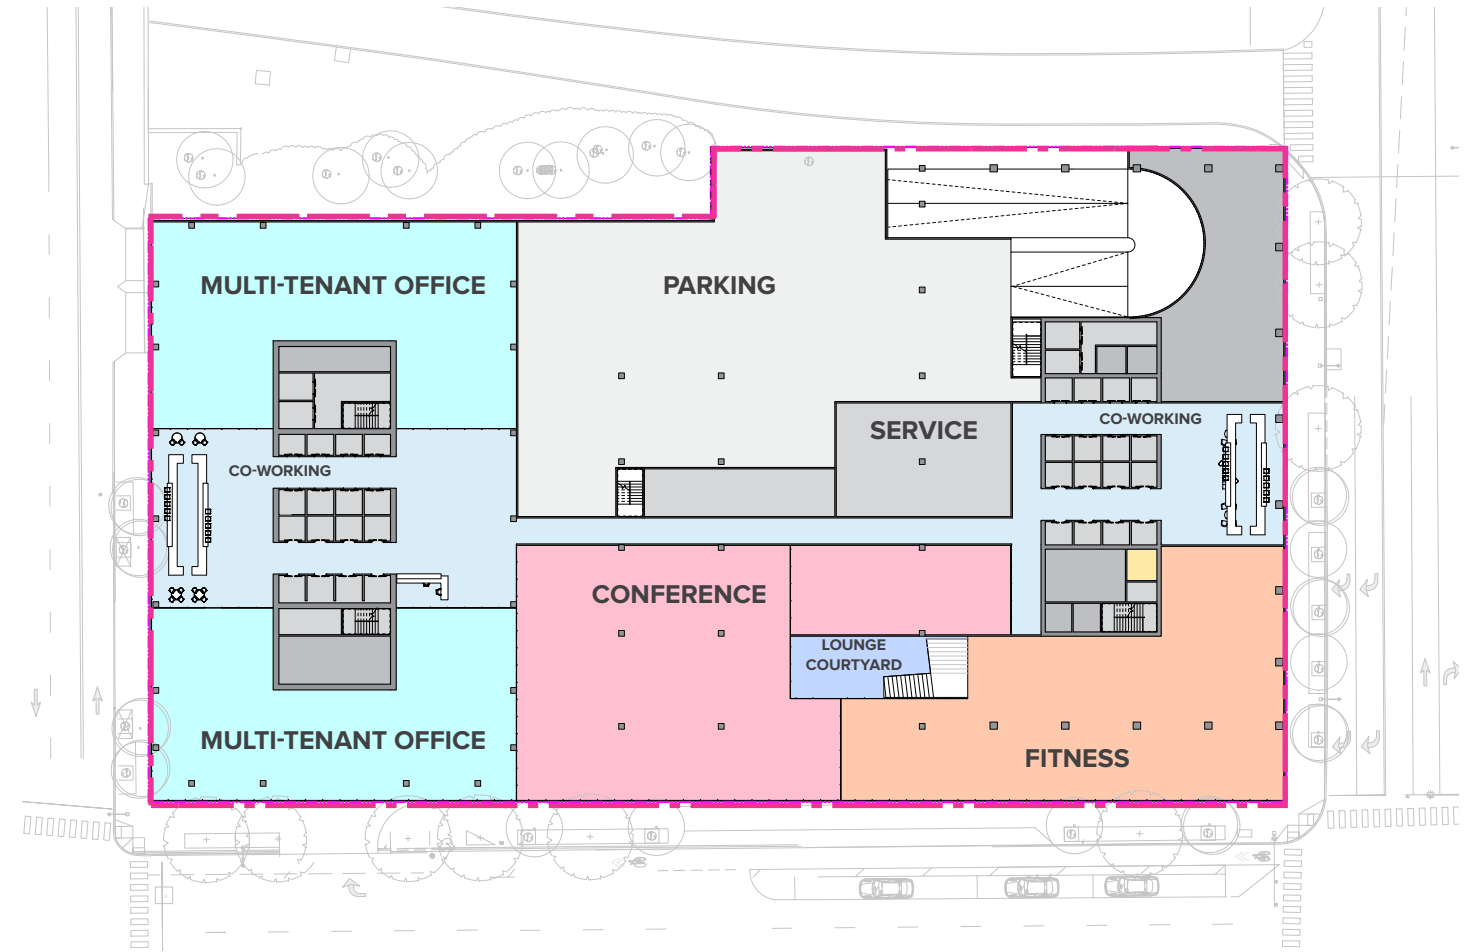 MULTI-TENANT OFFICE
PARKING
CO-WORKING
SERVICE
CO-WORKING
CONFERENCE
LOUNGE
COURTYARD
MULTI-TENANT OFFICE
FITNESS